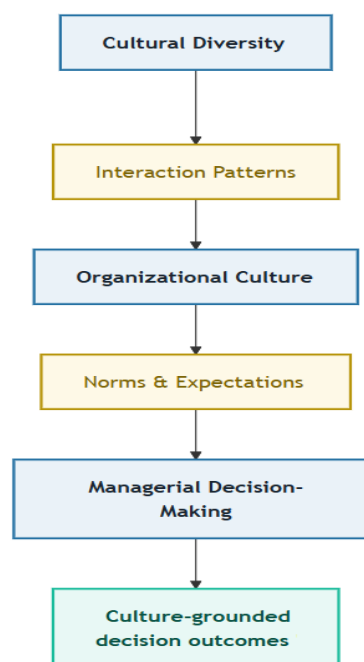 Cultural Diversity
Interaction Patterns
Organizational Culture
Norms & Expectations
Managerial Decision-
Making
Culture-grounded
decision outcomes